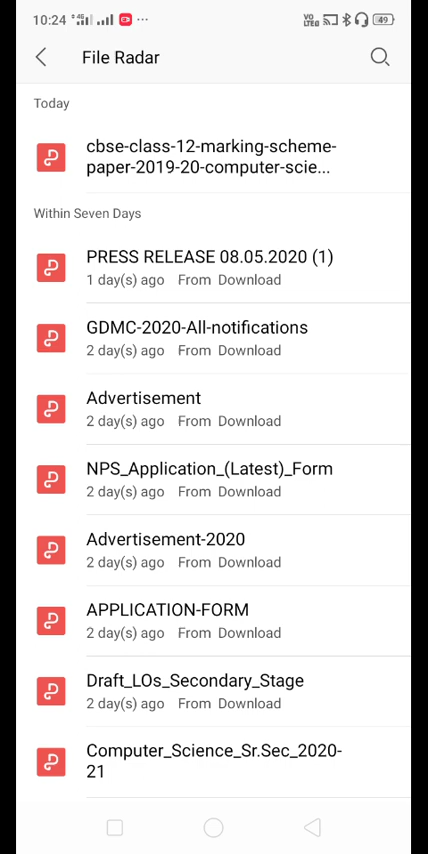 10:24 4G 49
File Radar
Today
cbse-class-12-marking-scheme-
paper-2019-20-computer-scie...
Within Seven Days
PRESS RELEASE 08.05.2020 (1)
1 day(s) ago From Download
GDMC-2020-All-notifications
2 day(s) ago From Download
Advertisement
2 day(s) ago From Download
NPS_Application_(Latest)_Form
2 day(s) ago From Download
Advertisement-2020
2 day(s) ago From Download
APPLICATION-FORM
2 day(s) ago From Download
Draft_LOs_Secondary_Stage
2 day(s) ago From Download
Computer_Science_Sr.Sec_2020-
21